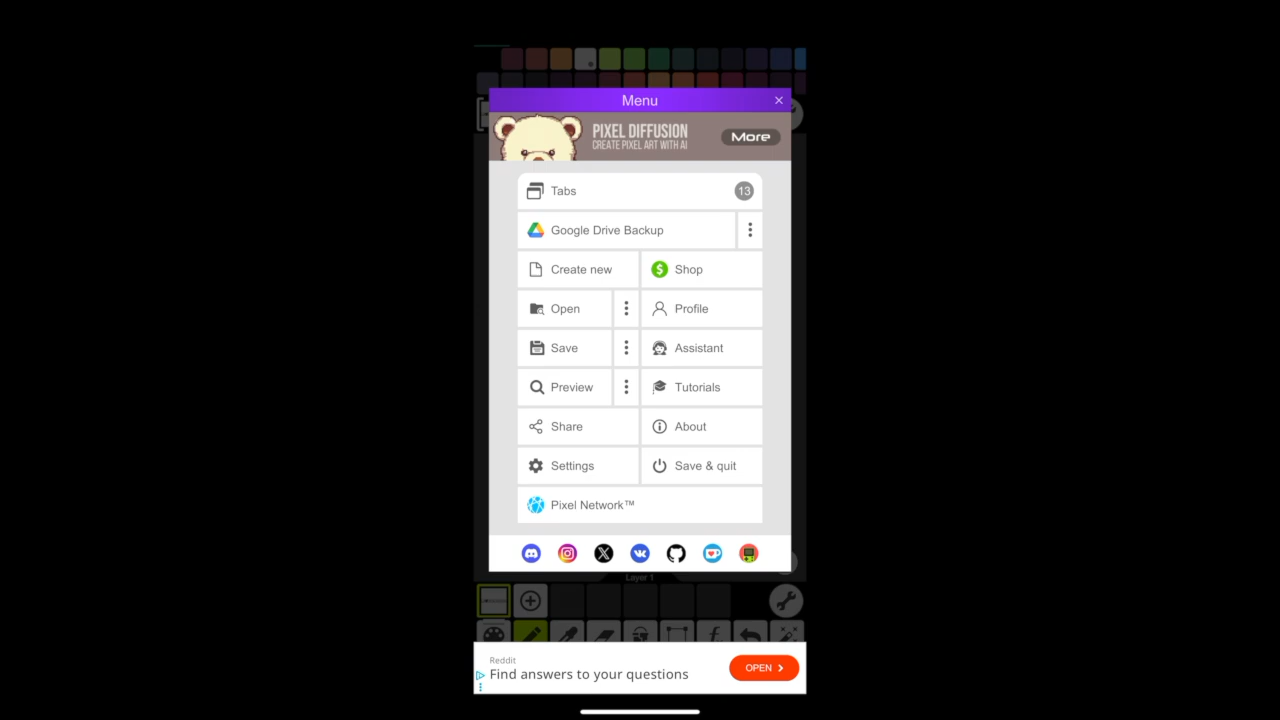 Menu
PIXEL DIFFUSION
CREATE PIXEL ART WITH AI
More
Tabs 13
Google Drive Backup
Create new
Shop
Open
Profile
Save
Assistant
Preview
Tutorials
Share
About
Settings
Save & quit
Pixel Network™
Layer 1
Reddit
Find answers to your questions
OPEN